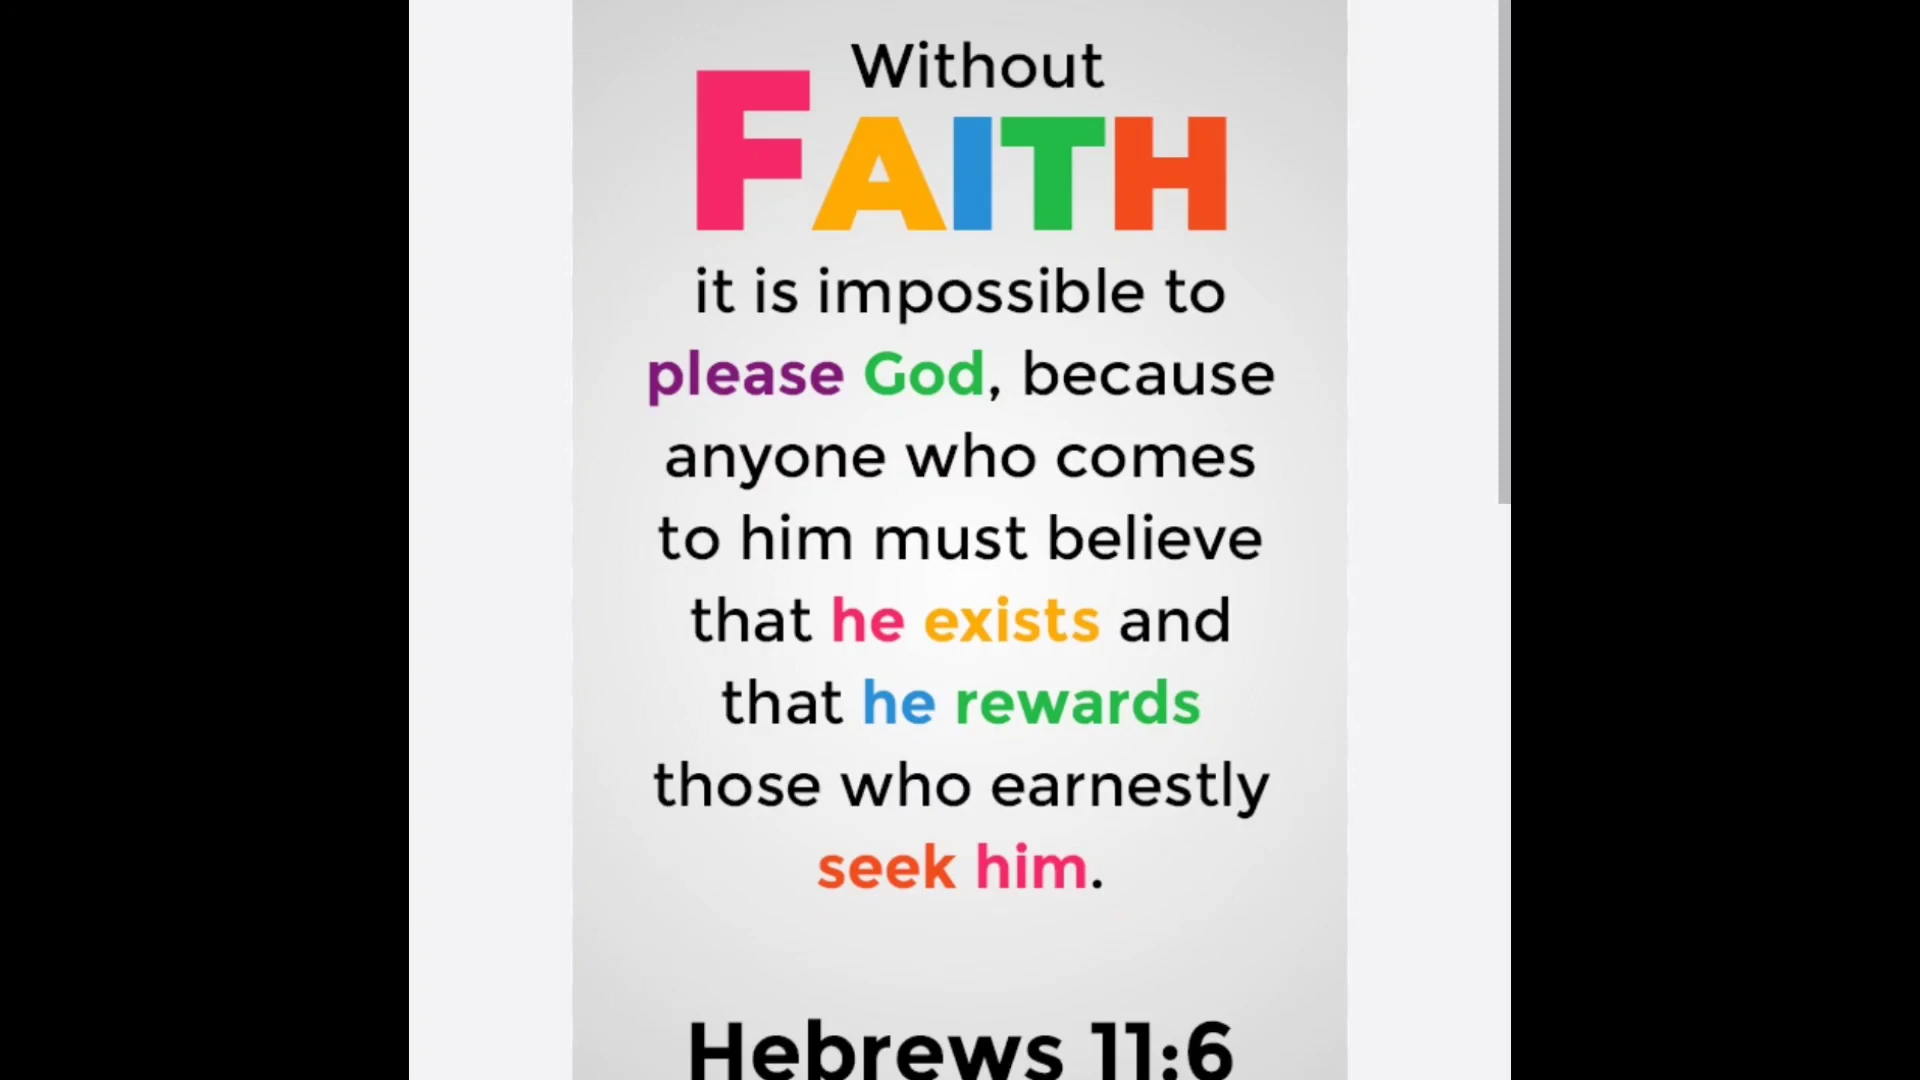 Without
FAITH
it is impossible to
please God, because
anyone who comes
to him must believe
that he exists and
that he rewards
those who earnestly
seek him.
Hebrews 11:6